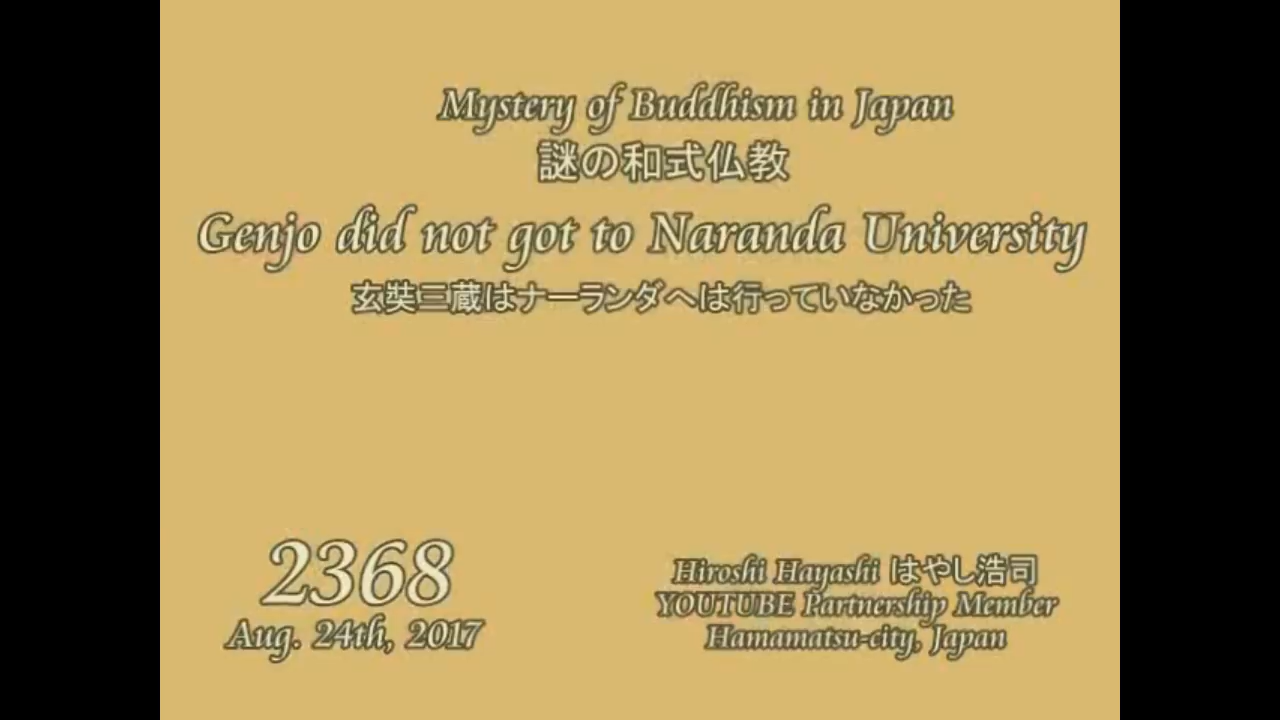 Mystery of Buddhism in Japan
謎の和式仏教
Genjo did not got to Naranda University
玄奘三蔵はナーランダへは行っていなかった
2368
Aug. 24th, 2017
Hiroshi Hayashi はやし浩司
YOUTUBE Partnership Member
Hamamatsu-city, Japan